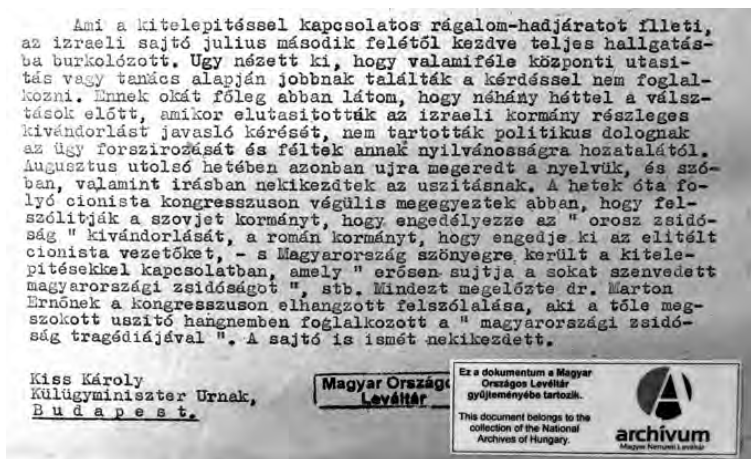 Ami a kitelepitéssel kapcsolatos rágalom-hadjáratot flleti,
az izraeli sajtó julius második felétől kezdve teljes hallgatás-
ba burkolózott. Ugy nézett ki, hogy valamiféle központi utasi-
tás vagy tanács alapján jobbnak találták a kérdéssel nem foglal-
kozni. Ennek okát főleg abban látom, hogy néhány héttel a válsz-
tások előtt, amikor elutasitották az izraeli kormány részleges
kivándorlást javasló kérését, nem tartották politikus dolognak
az ügy forszirozását és féltek annak nyilvánosságra hozatalától.
Augusztus utolsó hetében azonban ujra megeredt a nyelvük, és szó-
ban, valamint irásban nekikezdtek az uszitásnak. A hetek óta fo-
lyó cionista kongresszuson végülis megegyeztek abban, hogy fel-
szólitják a szovjet kormányt, hogy engedélyezze az " orosz zsidó-
ság " kivándorlását, a román kormányt, hogy engedje ki az elitélt
cionista vezetőket, - s Magyarország szőnyegre került a kitele-
pitésekkel kapcsolatban, amely " erősen sujtja a sokat szenvedett
magyarországi zsidóságot ", stb. Mindezt megelőzte dr. Marton
Ernőnek a kongresszuson elhangzott felszólalása, aki a tőle meg-
szokott uszitó hangnemben foglalkozott a " magyarországi zsidó-
ság tragédiájával ". A sajtó is ismét nekikezdett.
Kiss Károly
Külügyminiszter Urnak,
Budapest.
Magyar Országo
Levéltár
Ez a dokumentum a Magyar
Országos Levéltár
gyűjteményébe tartozik.
This document belongs to the
collection of the National
Archives of Hungary.
archívum
Magyar Nemzeti Levéltár